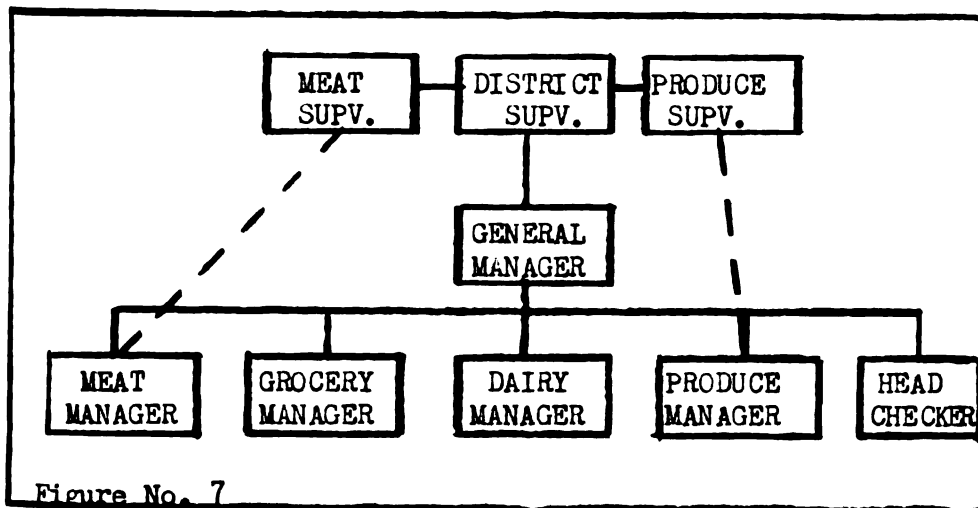 MEAT
SUPV.
DISTRICT
SUPV.
PRODUCE
SUPV.
GENERAL
MANAGER
MEAT
MANAGER
GROCERY
MANAGER
DAIRY
MANAGER
PRODUCE
MANAGER
HEAD
CHECKER
Figure No. 7